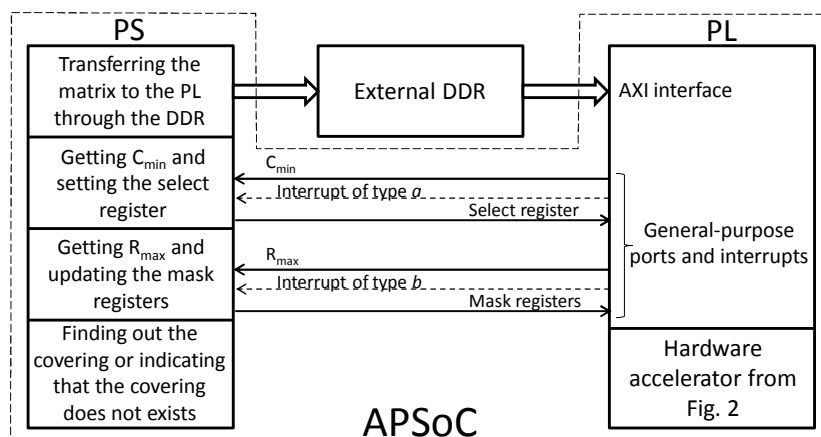 PS
PL
Transferring the
matrix to the PL
through the DDR
External DDR
AXI interface
Getting Cmin and
setting the select
register
Cmin
Interrupt of type a
Select register
General-purpose
ports and interrupts
Getting Rmax and
updating the mask
registers
Rmax
Interrupt of type b
Mask registers
Finding out the
covering or indicating
that the covering
does not exists
Hardware
accelerator from
Fig. 2
APSoC